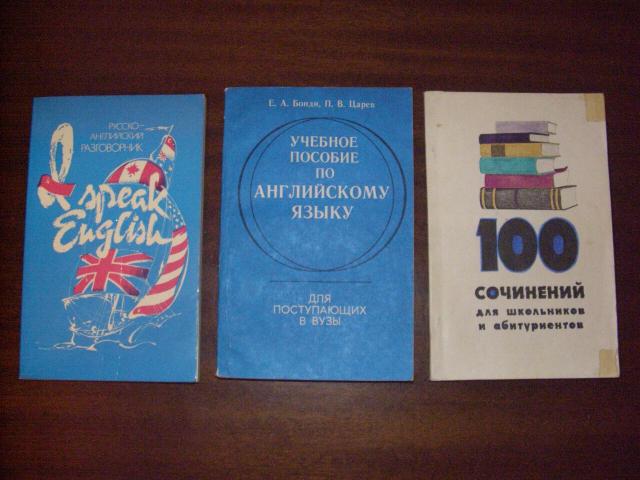 РУССКО-
АНГЛИЙСКИЙ
РАЗГОВОРНИК
I speak
English
Е. А. Бонди, П. В. Царев
УЧЕБНОЕ
ПОСОБИЕ ПО
АНГЛИЙСКОМУ
ЯЗЫКУ
ДЛЯ
ПОСТУПАЮЩИХ
В ВУЗЫ
100
СОЧИНЕНИЙ
для школьников
и абитуриентов